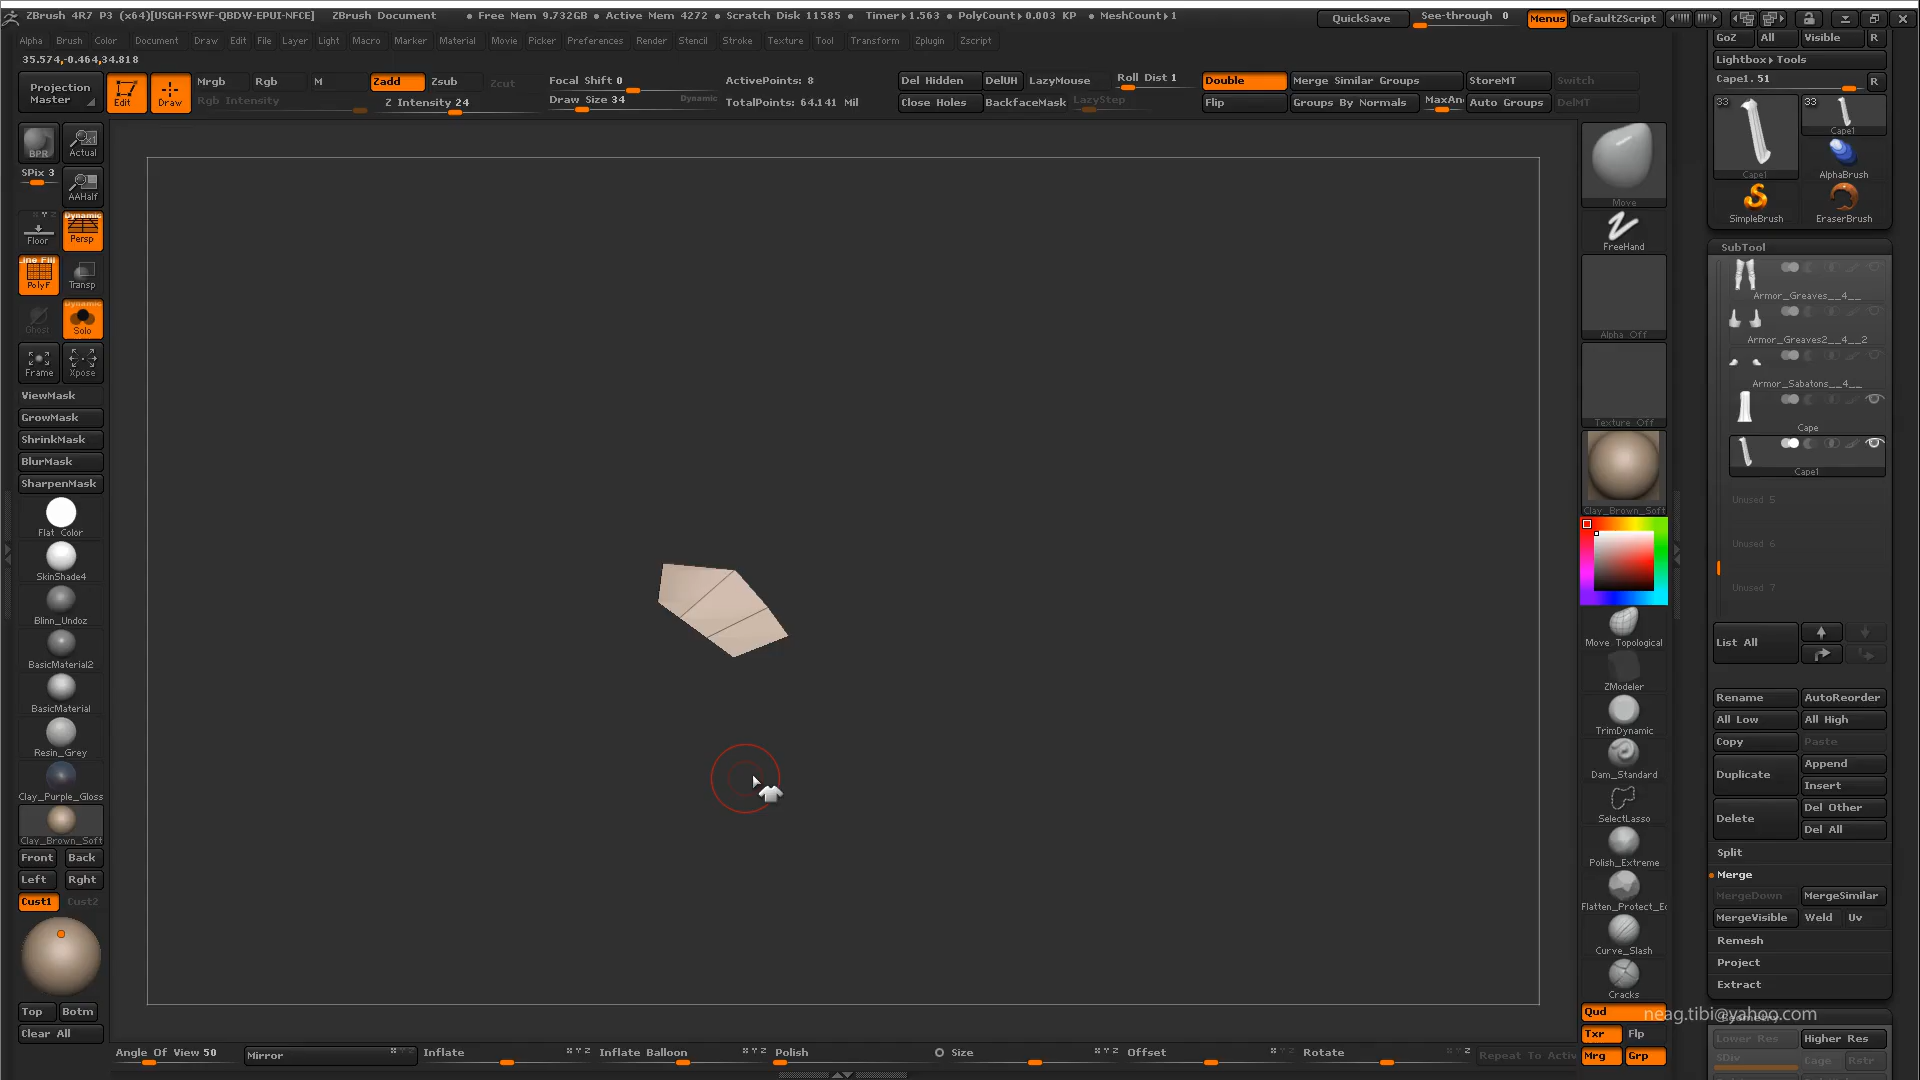 ZBrush 4R7 P3 (x64)[USGH-FSWF-QBDW-EPUI-NFCE] ZBrush Document • Free Mem 9.732GB • Active Mem 4272 • Scratch Disk 11585 • Timer▸1.563 • PolyCount▸0.003 KP • MeshCount▸1 QuickSave See-through 0 Menus DefaultZScript
Alpha Brush Color Document Draw Edit File Layer Light Macro Marker Material Movie Picker Preferences Render Stencil Stroke Texture Tool Transform Zplugin Zscript
35.574,-0.464,34.818
Projection Master
Edit Draw
Mrgb Rgb M Zadd Zsub Zcut
Rgb Intensity Z Intensity 24
Focal Shift 0
Draw Size 34 Dynamic
ActivePoints: 8
TotalPoints: 64.141 Mil
Del Hidden DelUH LazyMouse Roll Dist 1
Close Holes BackfaceMask LazyStep
Double Merge Similar Groups StoreMT Switch
Flip Groups By Normals MaxAn Auto Groups DelMT
BPR Actual
SPix 3
AAHalf
Dynamic
Floor Persp
Line Fill
PolyF Transp
Dynamic
Ghost Solo
Frame Xpose
ViewMask
GrowMask
ShrinkMask
BlurMask
SharpenMask
Flat Color
SkinShade4
Blinn_Undoz
BasicMaterial2
BasicMaterial
Resin_Grey
Clay_Purple_Gloss
Clay_Brown_Soft
Front Back
Left Rght
Cust1 Cust2
Top Botm
Clear All
Angle Of View 50 Mirror Inflate Inflate Balloon Polish Size Offset Rotate Repeat To Activ
Move
FreeHand
Alpha Off
Texture Off
Clay_Brown_Soft
Move Topological
ZModeler
TrimDynamic
Dam_Standard
SelectLasso
Polish_Extreme
Flatten_Protect_Ed
Curve_Slash
Cracks
Qud
Txr Flp
Mrg Grp
GoZ All Visible R
Lightbox▸Tools
Cape1. 51 R
33 33
Cape1
Cape1 AlphaBrush
SimpleBrush EraserBrush
SubTool
Armor_Greaves__4__
Armor_Greaves2__4__2
Armor_Sabatons__4__
Cape
Cape1
Unused 5
Unused 6
Unused 7
List All
Rename AutoReorder
All Low All High
Copy Paste
Duplicate Append
Insert
Delete Del Other
Del All
Split
Merge
MergeDown MergeSimilar
MergeVisible Weld Uv
Remesh
Project
Extract
Geometry
neag.tibi@yahoo.com
Lower Res Higher Res
SDiv Cage Rstr